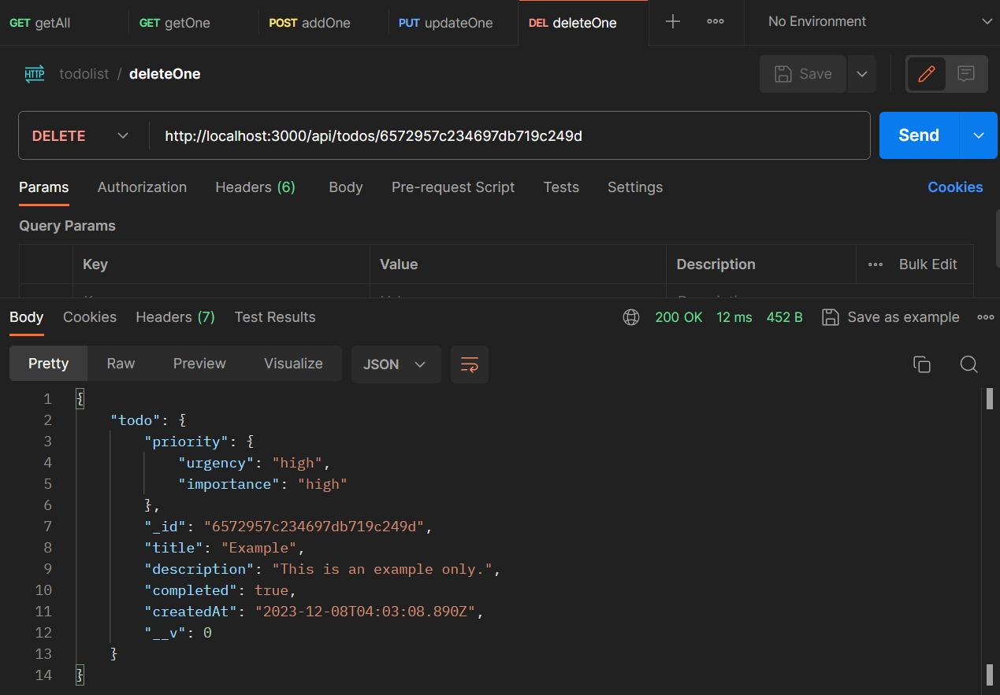 GET getAll GET getOne POST addOne PUT updateOne DEL deleteOne No Environment
HTTP todolist / deleteOne Save
DELETE http://localhost:3000/api/todos/6572957c234697db719c249d Send
Params Authorization Headers (6) Body Pre-request Script Tests Settings Cookies
Query Params
Key Value Description Bulk Edit
Body Cookies Headers (7) Test Results 200 OK 12 ms 452 B Save as example
Pretty Raw Preview Visualize JSON
1 {
2 "todo": {
3 "priority": {
4 "urgency": "high",
5 "importance": "high"
6 },
7 "_id": "6572957c234697db719c249d",
8 "title": "Example",
9 "description": "This is an example only.",
10 "completed": true,
11 "createdAt": "2023-12-08T04:03:08.890Z",
12 "__v": 0
13 }
14 }